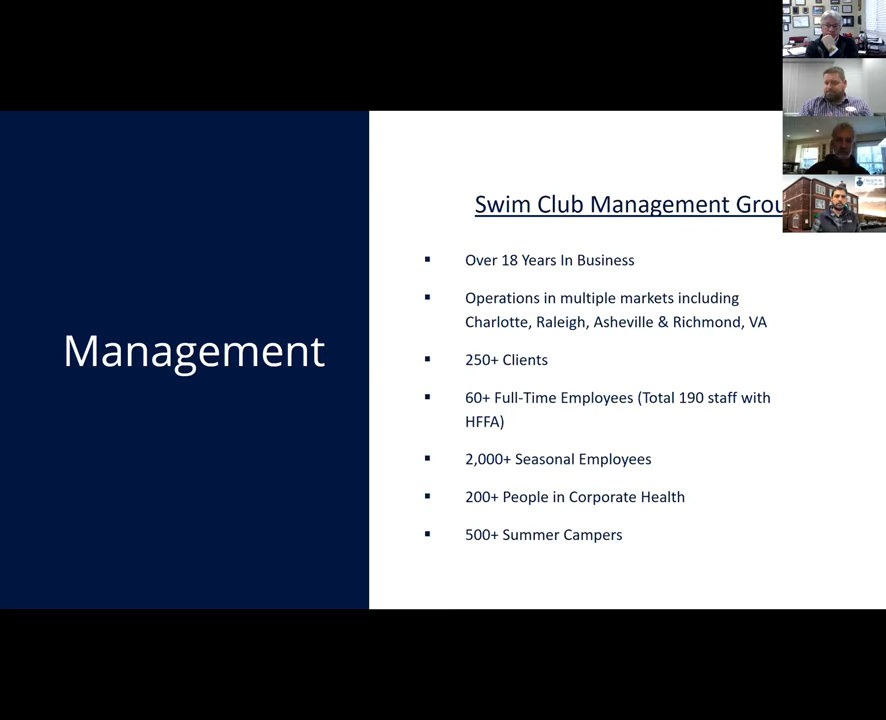 Management
Swim Club Management Grou
▪ Over 18 Years In Business
▪ Operations in multiple markets including
Charlotte, Raleigh, Asheville & Richmond, VA
▪ 250+ Clients
▪ 60+ Full-Time Employees (Total 190 staff with
HFFA)
▪ 2,000+ Seasonal Employees
▪ 200+ People in Corporate Health
▪ 500+ Summer Campers